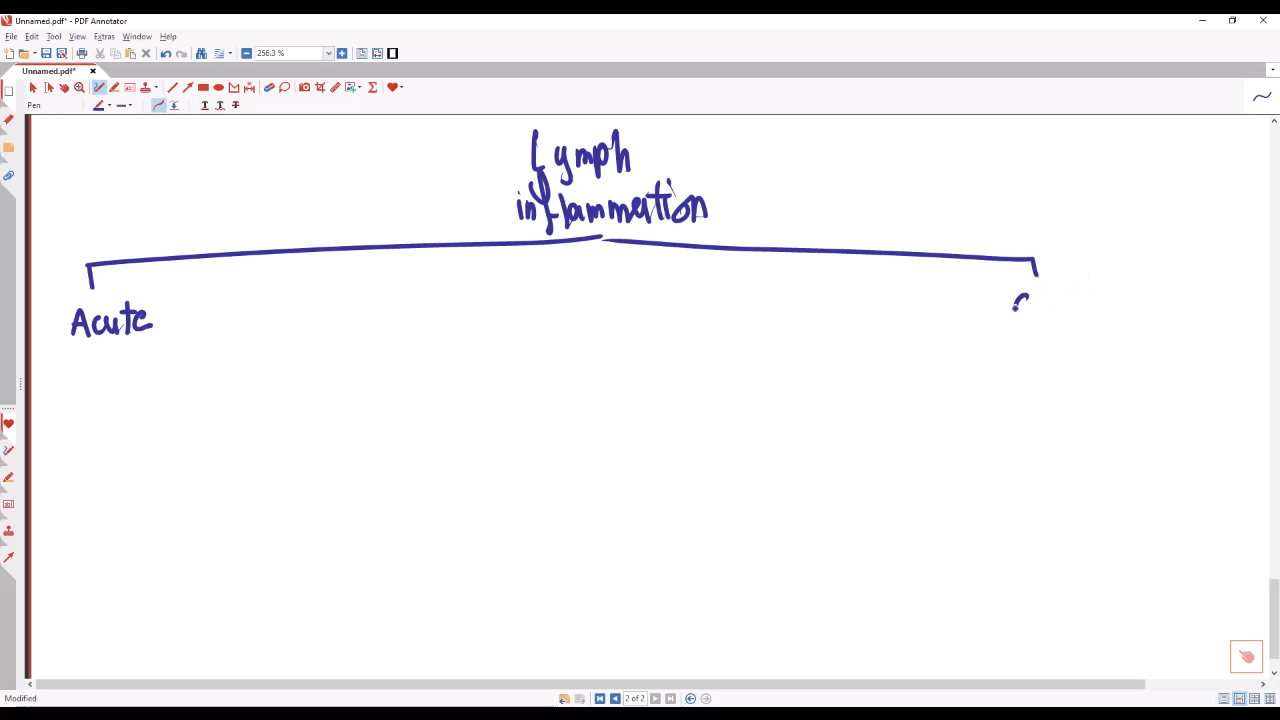 Unnamed.pdf* - PDF Annotator
File Edit Tool View Extras Window Help
256.3 %
Unnamed.pdf*
Pen
Lymph
inflammation
Acute
Modified
2 of 2